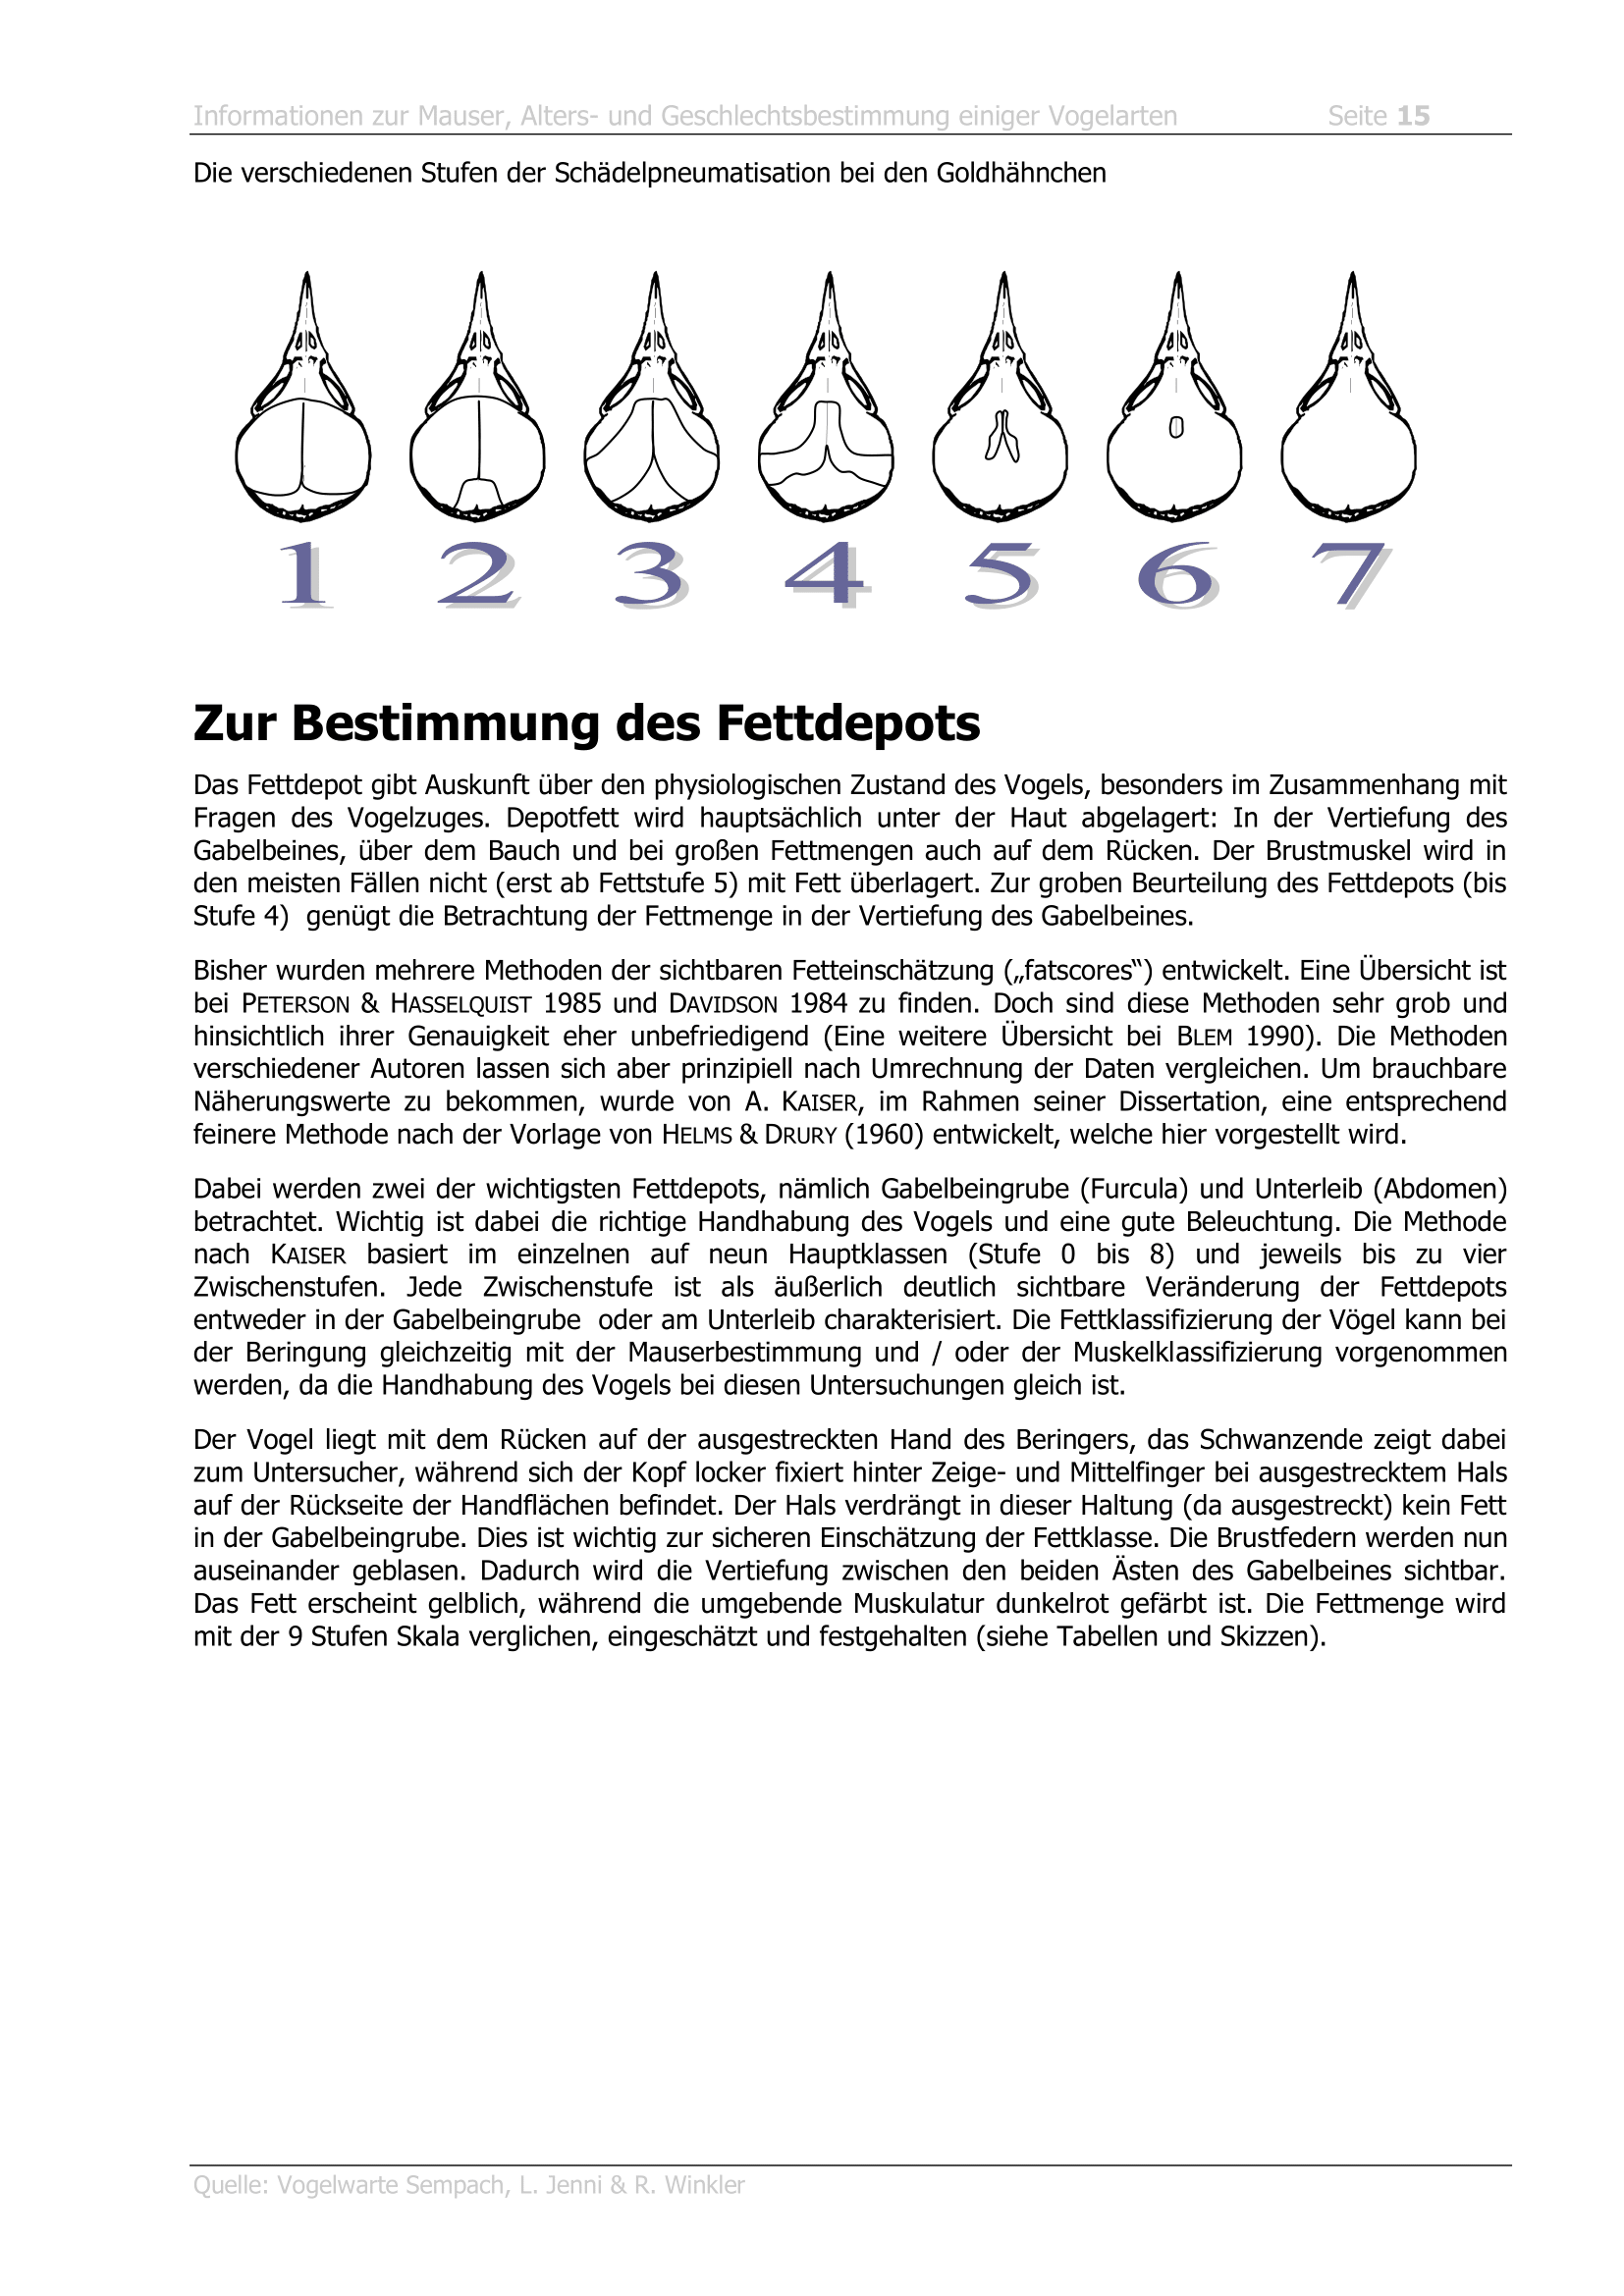 Informationen zur Mauser, Alters- und Geschlechtsbestimmung einiger Vogelarten Seite 15
Die verschiedenen Stufen der Schädelpneumatisation bei den Goldhähnchen
1 2 3 4 5 6 7
Zur Bestimmung des Fettdepots
Das Fettdepot gibt Auskunft über den physiologischen Zustand des Vogels, besonders im Zusammenhang mit
Fragen des Vogelzuges. Depotfett wird hauptsächlich unter der Haut abgelagert: In der Vertiefung des
Gabelbeines, über dem Bauch und bei großen Fettmengen auch auf dem Rücken. Der Brustmuskel wird in
den meisten Fällen nicht (erst ab Fettstufe 5) mit Fett überlagert. Zur groben Beurteilung des Fettdepots (bis
Stufe 4) genügt die Betrachtung der Fettmenge in der Vertiefung des Gabelbeines.
Bisher wurden mehrere Methoden der sichtbaren Fetteinschätzung („fatscores“) entwickelt. Eine Übersicht ist
bei PETERSON & HASSELQUIST 1985 und DAVIDSON 1984 zu finden. Doch sind diese Methoden sehr grob und
hinsichtlich ihrer Genauigkeit eher unbefriedigend (Eine weitere Übersicht bei BLEM 1990). Die Methoden
verschiedener Autoren lassen sich aber prinzipiell nach Umrechnung der Daten vergleichen. Um brauchbare
Näherungswerte zu bekommen, wurde von A. KAISER, im Rahmen seiner Dissertation, eine entsprechend
feinere Methode nach der Vorlage von HELMS & DRURY (1960) entwickelt, welche hier vorgestellt wird.
Dabei werden zwei der wichtigsten Fettdepots, nämlich Gabelbeingrube (Furcula) und Unterleib (Abdomen)
betrachtet. Wichtig ist dabei die richtige Handhabung des Vogels und eine gute Beleuchtung. Die Methode
nach KAISER basiert im einzelnen auf neun Hauptklassen (Stufe 0 bis 8) und jeweils bis zu vier
Zwischenstufen. Jede Zwischenstufe ist als äußerlich deutlich sichtbare Veränderung der Fettdepots
entweder in der Gabelbeingrube oder am Unterleib charakterisiert. Die Fettklassifizierung der Vögel kann bei
der Beringung gleichzeitig mit der Mauserbestimmung und / oder der Muskelklassifizierung vorgenommen
werden, da die Handhabung des Vogels bei diesen Untersuchungen gleich ist.
Der Vogel liegt mit dem Rücken auf der ausgestreckten Hand des Beringers, das Schwanzende zeigt dabei
zum Untersucher, während sich der Kopf locker fixiert hinter Zeige- und Mittelfinger bei ausgestrecktem Hals
auf der Rückseite der Handflächen befindet. Der Hals verdrängt in dieser Haltung (da ausgestreckt) kein Fett
in der Gabelbeingrube. Dies ist wichtig zur sicheren Einschätzung der Fettklasse. Die Brustfedern werden nun
auseinander geblasen. Dadurch wird die Vertiefung zwischen den beiden Ästen des Gabelbeines sichtbar.
Das Fett erscheint gelblich, während die umgebende Muskulatur dunkelrot gefärbt ist. Die Fettmenge wird
mit der 9 Stufen Skala verglichen, eingeschätzt und festgehalten (siehe Tabellen und Skizzen).
Quelle: Vogelwarte Sempach, L. Jenni & R. Winkler